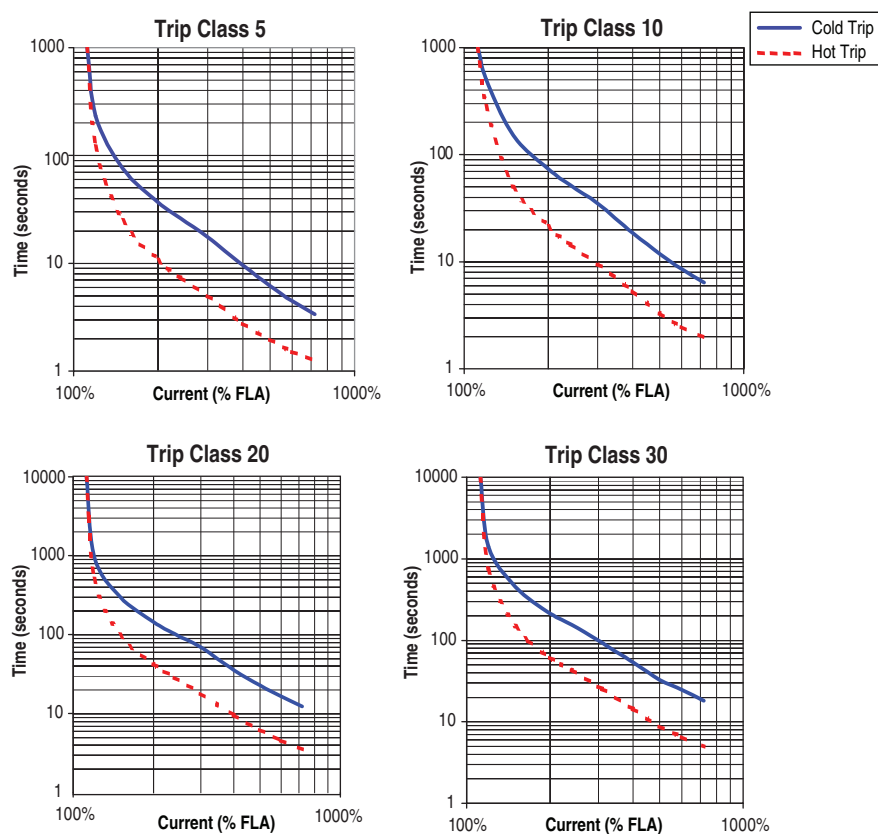 Trip Class 5
1000
100
10
1
Time (seconds)
100%
Current (% FLA)
1000%
Trip Class 10
1000
100
10
1
Time (seconds)
100%
Current (% FLA)
1000%
Cold Trip
Hot Trip
Trip Class 20
10000
1000
100
10
1
Time (seconds)
100%
Current (% FLA)
1000%
Trip Class 30
10000
1000
100
10
1
Time (seconds)
100%
Current (% FLA)
1000%